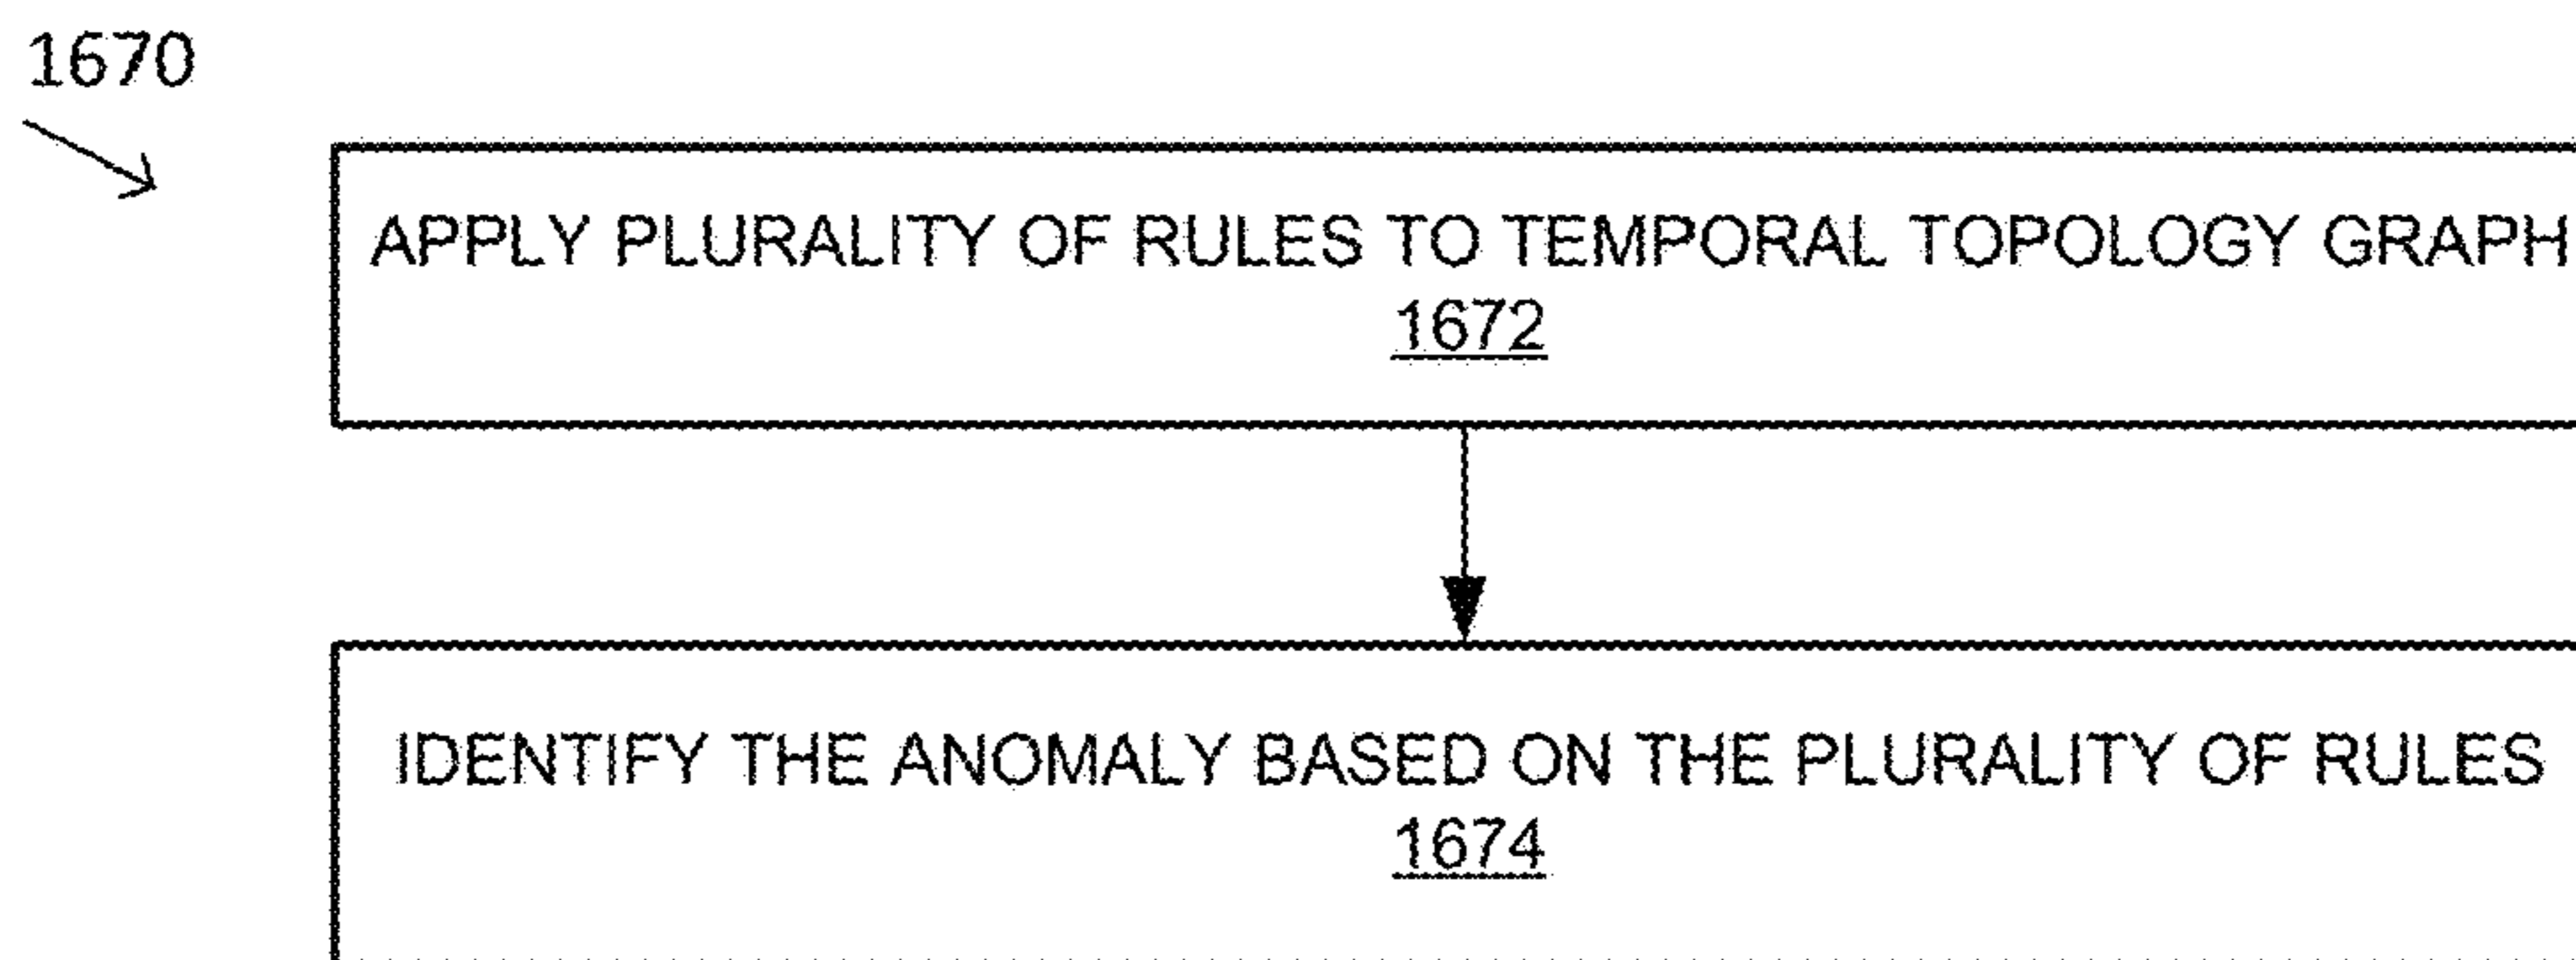 1670
APPLY PLURALITY OF RULES TO TEMPORAL TOPOLOGY GRAPH
1672
IDENTIFY THE ANOMALY BASED ON THE PLURALITY OF RULES
1674